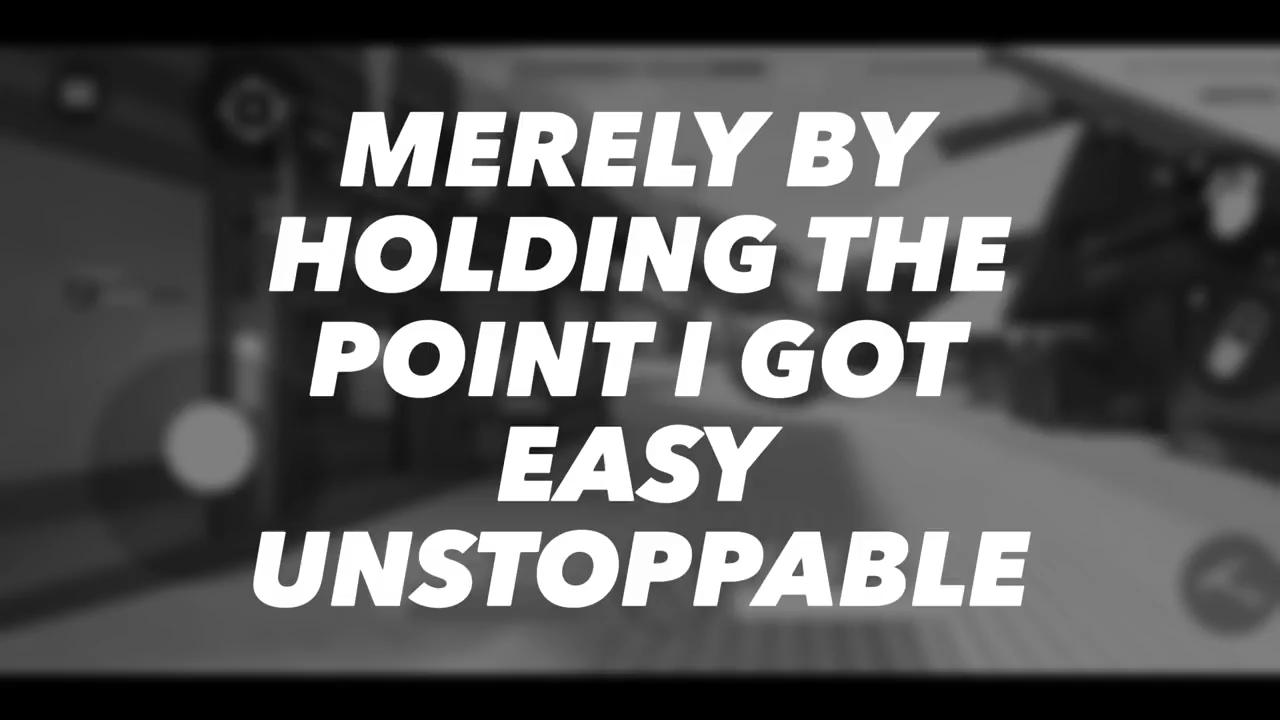 MERELY BY
HOLDING THE
POINT I GOT
EASY
UNSTOPPABLE